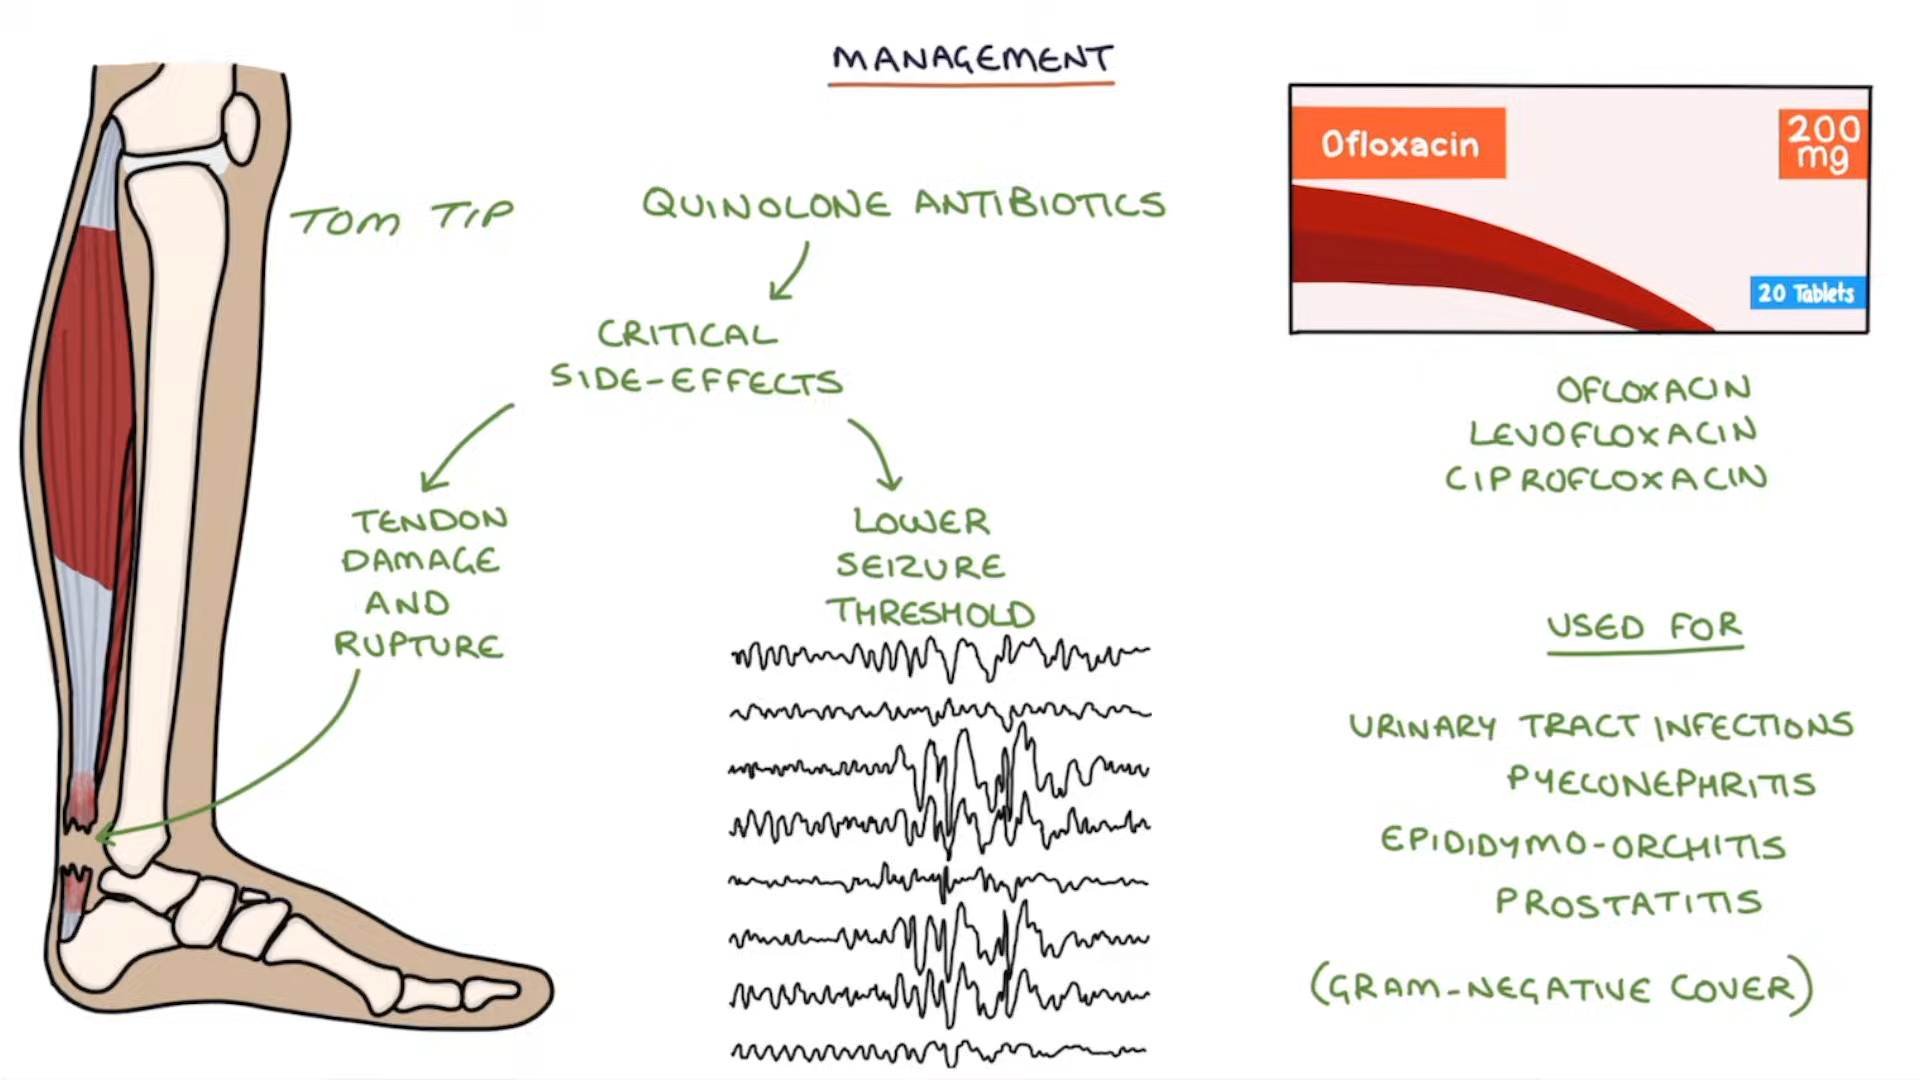 MANAGEMENT
Ofloxacin
200
mg
20 Tablets
TOM TIP
QUINOLONE ANTIBIOTICS
CRITICAL
SIDE-EFFECTS
TENDON
DAMAGE
AND
RUPTURE
LOWER
SEIZURE
THRESHOLD
OFLOXACIN
LEVOFLOXACIN
CIPROFLOXACIN
USED FOR
URINARY TRACT INFECTIONS
PYELONEPHRITIS
EPIDIDYMO-ORCHITIS
PROSTATITIS
(GRAM-NEGATIVE COVER)